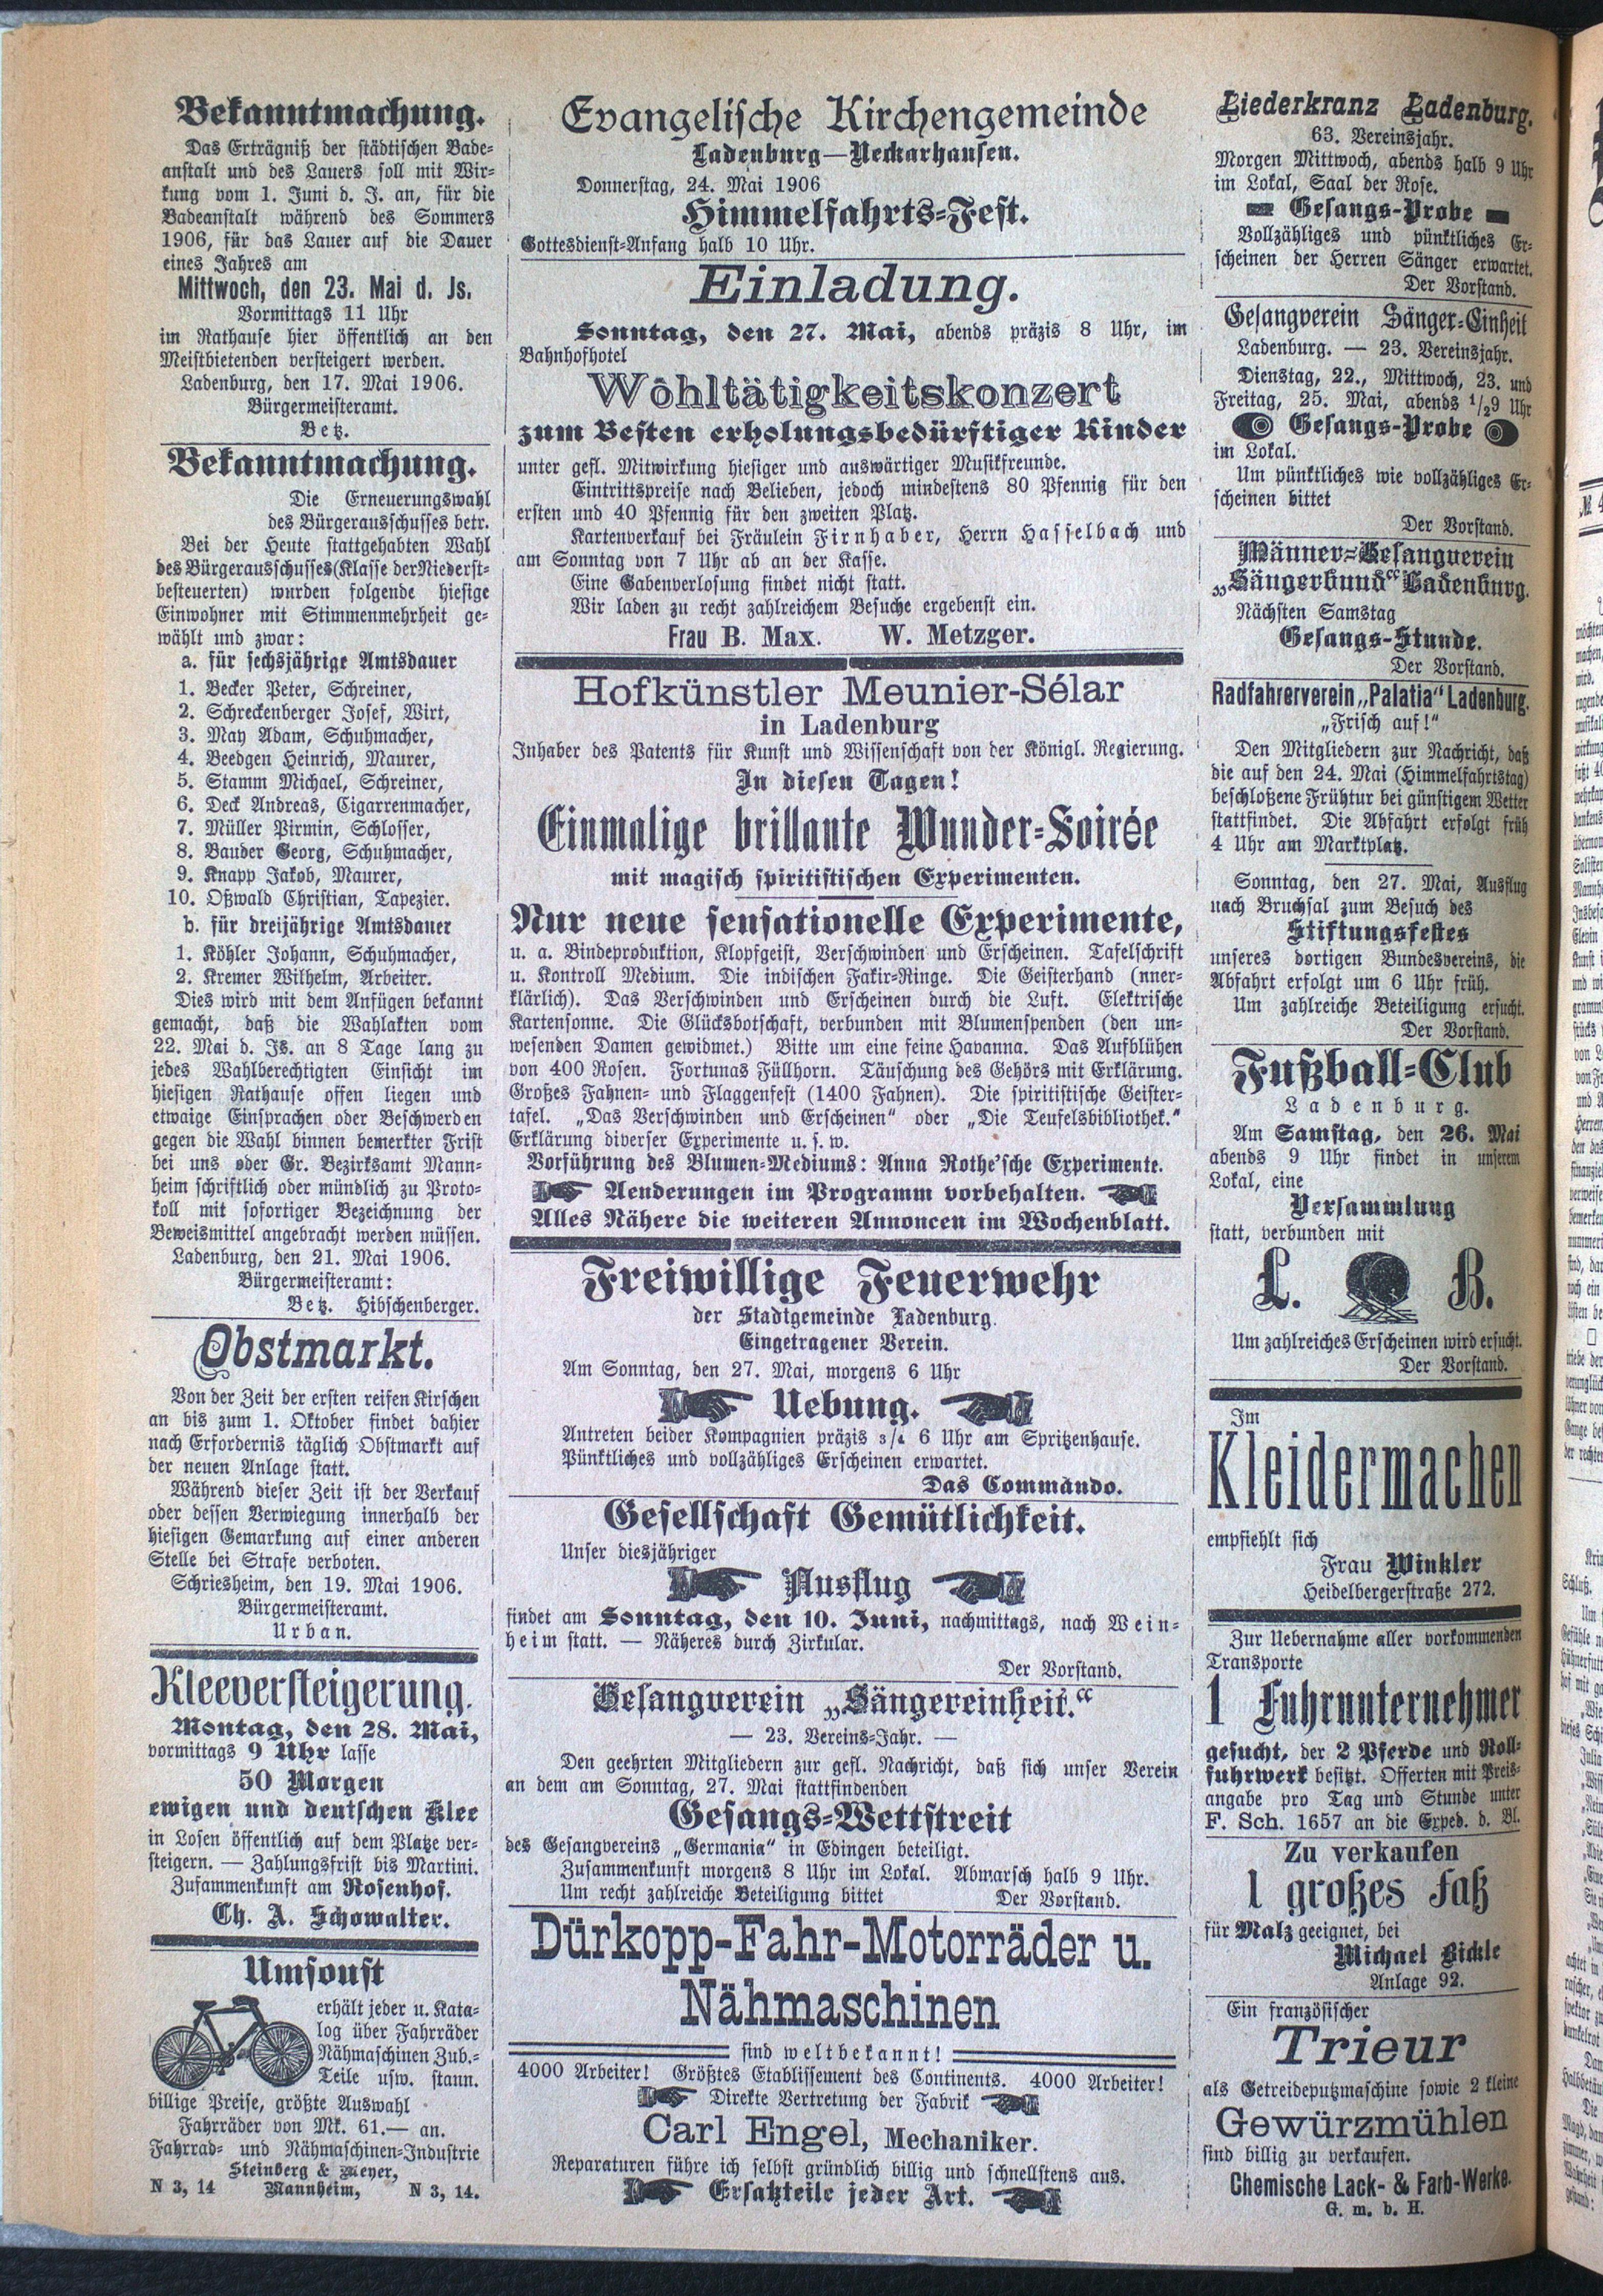 Bekanntmachung.
Das Erträgniß der städtischen Bade-
anstalt und des Lauers soll mit Wir-
kung vom 1. Juni d. J. an, für die
Badeanstalt während des Sommers
1906, für das Lauer auf die Dauer
eines Jahres am
Mittwoch, den 23. Mai d. Js.
Vormittags 11 Uhr
im Rathause hier öffentlich an den
Meistbietenden versteigert werden.
Ladenburg, den 17. Mai 1906.
Bürgermeisteramt.
Betz.
Bekanntmachung.
Die Erneuerungswahl
des Bürgerausschusses betr.
Bei der Heute stattgehabten Wahl
des Bürgerausschusses (Klasse der Niederst-
besteuerten) wurden folgende hiesige
Einwohner mit Stimmenmehrheit ge-
wählt und zwar:
a. für sechsjährige Amtsdauer
1. Becker Peter, Schreiner,
2. Schreckenberger Josef, Wirt,
3. May Adam, Schuhmacher,
4. Beedgen Heinrich, Maurer,
5. Stamm Michael, Schreiner,
6. Deck Andreas, Cigarrenmacher,
7. Müller Pirmin, Schlosser,
8. Bauder Georg, Schuhmacher,
9. Knapp Jakob, Maurer,
10. Oßwald Christian, Tapezier.
b. für dreijährige Amtsdauer
1. Köhler Johann, Schuhmacher,
2. Kremer Wilhelm, Arbeiter.
Dies wird mit dem Anfügen bekannt
gemacht, daß die Wahlakten vom
22. Mai d. Js. an 8 Tage lang zu
jedes Wahlberechtigten Einsicht im
hiesigen Rathause offen liegen und
etwaige Einsprachen oder Beschwerden
gegen die Wahl binnen bemerkter Frist
bei uns oder Gr. Bezirksamt Mann-
heim schriftlich oder mündlich zu Proto-
koll mit sofortiger Bezeichnung der
Beweismittel angebracht werden müssen.
Ladenburg, den 21. Mai 1906.
Bürgermeisteramt:
Betz. Hibschenberger.
Obstmarkt.
Von der Zeit der ersten reifen Kirschen
an bis zum 1. Oktober findet dahier
nach Erfordernis täglich Obstmarkt auf
der neuen Anlage statt.
Während dieser Zeit ist der Verkauf
oder dessen Verwiegung innerhalb der
hiesigen Gemarkung auf einer anderen
Stelle bei Strafe verboten.
Schriesheim, den 19. Mai 1906.
Bürgermeisteramt.
Urban.
Kleeversteigerung.
Montag, den 28. Mai,
vormittags 9 Uhr lasse
50 Morgen
ewigen und deutschen Klee
in Losen öffentlich auf dem Platze ver-
steigern. — Zahlungsfrist bis Martini.
Zusammenkunft am Rosenhof.
Ch. A. Schowalter.
Umsonst
erhält jeder u. Kata-
log über Fahrräder
Nähmaschinen Zub.-
Teile usw. stann.
billige Preise, größte Auswahl
Fahrräder von Mk. 61.— an.
Fahrrad- und Nähmaschinen-Industrie
Steinberg & Meyer,
N 3, 14 Mannheim, N 3, 14.
Evangelische Kirchengemeinde
Ladenburg—Neckarhausen.
Donnerstag, 24. Mai 1906
Himmelfahrts-Fest.
Gottesdienst-Anfang halb 10 Uhr.
Einladung.
Sonntag, den 27. Mai, abends präzis 8 Uhr, im
Bahnhofhotel
Wohltätigkeitskonzert
zum Besten erholungsbedürftiger Kinder
unter gefl. Mitwirkung hiesiger und auswärtiger Musikfreunde.
Eintrittspreise nach Belieben, jedoch mindestens 80 Pfennig für den
ersten und 40 Pfennig für den zweiten Platz.
Kartenverkauf bei Fräulein Firnhaber, Herrn Hasselbach und
am Sonntag von 7 Uhr ab an der Kasse.
Eine Gabenverlosung findet nicht statt.
Wir laden zu recht zahlreichem Besuche ergebenst ein.
Frau B. Max. W. Metzger.
Hofkünstler Meunier-Sélar
in Ladenburg
Inhaber des Patents für Kunst und Wissenschaft von der Königl. Regierung.
In diesen Tagen!
Einmalige brillante Wunder-Soirée
mit magisch spiritistischen Experimenten.
Nur neue sensationelle Experimente,
u. a. Bindeproduktion, Klopfgeist, Verschwinden und Erscheinen. Tafelschrift
u. Kontroll Medium. Die indischen Fakir-Ringe. Die Geisterhand (nner-
klärlich). Das Verschwinden und Erscheinen durch die Luft. Elektrische
Kartensonne. Die Glücksbotschaft, verbunden mit Blumenspenden (den un-
wesenden Damen gewidmet.) Bitte um eine feine Havanna. Das Aufblühen
von 400 Rosen. Fortunas Füllhorn. Täuschung des Gehörs mit Erklärung.
Großes Fahnen- und Flaggenfest (1400 Fahnen). Die spiritistische Geister-
tafel. „Das Verschwinden und Erscheinen“ oder „Die Teufelsbibliothek.“
Erklärung diverser Experimente u. s. w.
Vorführung des Blumen-Mediums: Anna Rothe'sche Experimente.
Aenderungen im Programm vorbehalten.
Alles Nähere die weiteren Annoncen im Wochenblatt.
Freiwillige Feuerwehr
der Stadtgemeinde Ladenburg.
Eingetragener Verein.
Am Sonntag, den 27. Mai, morgens 6 Uhr
Uebung.
Antreten beider Kompagnien präzis 3/4 6 Uhr am Spritzenhause.
Pünktliches und vollzähliges Erscheinen erwartet.
Das Commando.
Gesellschaft Gemütlichkeit.
Unser diesjähriger
Ausflug
findet am Sonntag, den 10. Juni, nachmittags, nach Wein-
heim statt. — Näheres durch Zirkular.
Der Vorstand.
Gesangverein „Sängereinheit.“
— 23. Vereins-Jahr. —
Den geehrten Mitgliedern zur gefl. Nachricht, daß sich unser Verein
an dem am Sonntag, 27. Mai stattfindenden
Gesangs-Wettstreit
des Gesangvereins „Germania“ in Edingen beteiligt.
Zusammenkunft morgens 8 Uhr im Lokal. Abmarsch halb 9 Uhr.
Um recht zahlreiche Beteiligung bittet Der Vorstand.
Dürkopp-Fahr-Motorräder u.
Nähmaschinen
sind weltbekannt!
4000 Arbeiter! Größtes Etablissement des Continents. 4000 Arbeiter!
Direkte Vertretung der Fabrik
Carl Engel, Mechaniker.
Reparaturen führe ich selbst gründlich billig und schnellstens aus.
Ersatzteile jeder Art.
Liederkranz Ladenburg.
63. Vereinsjahr.
Morgen Mittwoch, abends halb 9 Uhr
im Lokal, Saal der Rose.
Gesangs-Probe
Vollzähliges und pünktliches Er-
scheinen der Herren Sänger erwartet.
Der Vorstand.
Gesangverein Sänger-Einheit
Ladenburg. — 23. Vereinsjahr.
Dienstag, 22., Mittwoch, 23. und
Freitag, 25. Mai, abends 1/29 Uhr
Gesangs-Probe
im Lokal.
Um pünktliches wie vollzähliges Er-
scheinen bittet
Der Vorstand.
Männer-Gesangverein
„Sängerbund“ Ladenburg.
Nächsten Samstag
Gesangs-Stunde.
Der Vorstand.
Radfahrerverein „Palatia“ Ladenburg.
„Frisch auf!“
Den Mitgliedern zur Nachricht, daß
die auf den 24. Mai (Himmelfahrtstag)
beschloßene Frühtur bei günstigem Wetter
stattfindet. Die Abfahrt erfolgt früh
4 Uhr am Marktplatz.
Sonntag, den 27. Mai, Ausflug
nach Bruchsal zum Besuch des
Stiftungsfestes
unseres dortigen Bundesvereins, die
Abfahrt erfolgt um 6 Uhr früh.
Um zahlreiche Beteiligung ersucht.
Der Vorstand.
Fußball-Club
Ladenburg.
Am Samstag, den 26. Mai
abends 9 Uhr findet in unserem
Lokal, eine
Versammlung
statt, verbunden mit
L. B.
Um zahlreiches Erscheinen wird ersucht.
Der Vorstand.
Im
Kleidermachen
empfiehlt sich
Frau Winkler
Heidelbergerstraße 272.
Zur Uebernahme aller vorkommenden
Transporte
1 Fuhrunternehmer
gesucht, der 2 Pferde und Roll-
fuhrwerk besitzt. Offerten mit Preis-
angabe pro Tag und Stunde unter
F. Sch. 1657 an die Exped. d. Bl.
Zu verkaufen
1 großes Faß
für Malz geeignet, bei
Michael Bickle
Anlage 92.
Ein französischer
Trieur
als Getreideputzmaschine sowie 2 kleine
Gewürzmühlen
sind billig zu verkaufen.
Chemische Lack- & Farb-Werke.
G. m. b. H.